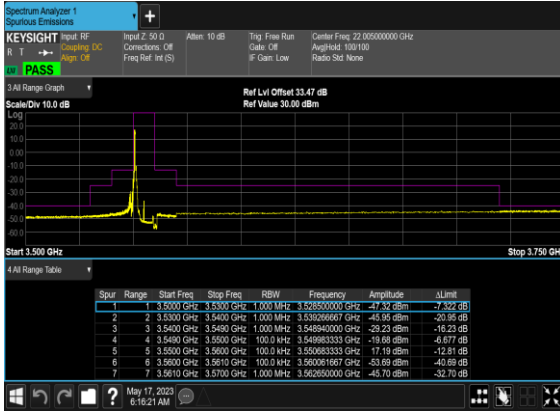 Spectrum Analyzer 1
Spurious Emissions
+
KEYSIGHT
R T
PASS
Input: RF
Coupling: DC
Align: Off
Input Z: 50 Ω
Corrections: Off
Freq Ref: Int (S)
Atten: 10 dB
Trig: Free Run
Gate: Off
IF Gain: Low
Center Freq: 22.005000000 GHz
Avg|Hold: 100/100
Radio Std: None
3 All Range Graph
Scale/Div 10.0 dB
Ref Lvl Offset 33.47 dB
Ref Value 30.00 dBm
Log
20.0
10.0
0.00
-10.0
-20.0
-30.0
-40.0
-50.0
-60.0
Start 3.500 GHz
Stop 3.750 GH
4 All Range Table
Spur Range Start Freq Stop Freq RBW Frequency Amplitude ΔLimit
1 1 3.5000 GHz 3.5300 GHz 1.000 MHz 3.528500000 GHz -47.32 dBm -7.322 dB
2 2 3.5300 GHz 3.5400 GHz 1.000 MHz 3.539266667 GHz -45.95 dBm -20.95 dB
3 3 3.5400 GHz 3.5490 GHz 1.000 MHz 3.548940000 GHz -29.23 dBm -16.23 dB
4 4 3.5490 GHz 3.5500 GHz 100.0 kHz 3.549983333 GHz -19.68 dBm -6.677 dB
5 5 3.5500 GHz 3.5600 GHz 100.0 kHz 3.550683333 GHz 17.19 dBm -12.81 dB
6 6 3.5600 GHz 3.5610 GHz 100.0 kHz 3.560061667 GHz -53.69 dBm -40.69 dB
7 7 3.5610 GHz 3.5700 GHz 1.000 MHz 3.562650000 GHz -45.70 dBm -32.70 dB
?
May 17, 2023
6:16:21 AM